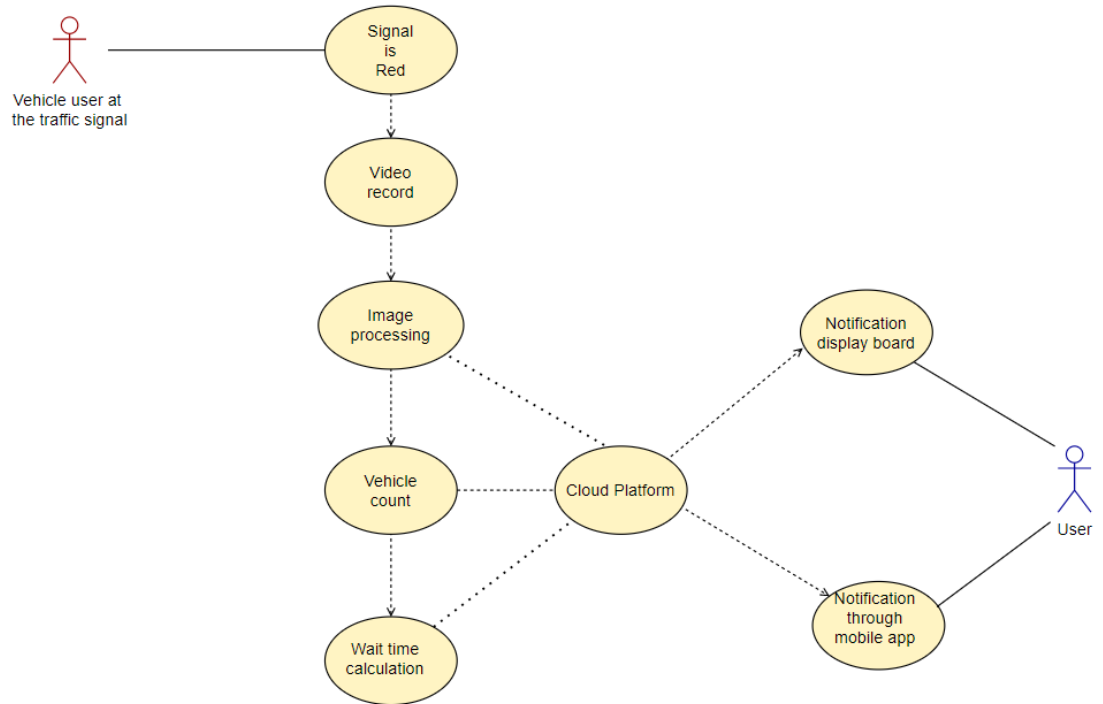 Signal
is
Red
Vehicle user at
the traffic signal
Video
record
Image
processing
Notification
display board
Vehicle
count
Cloud Platform
User
Notification
through
mobile app
Wait time
calculation